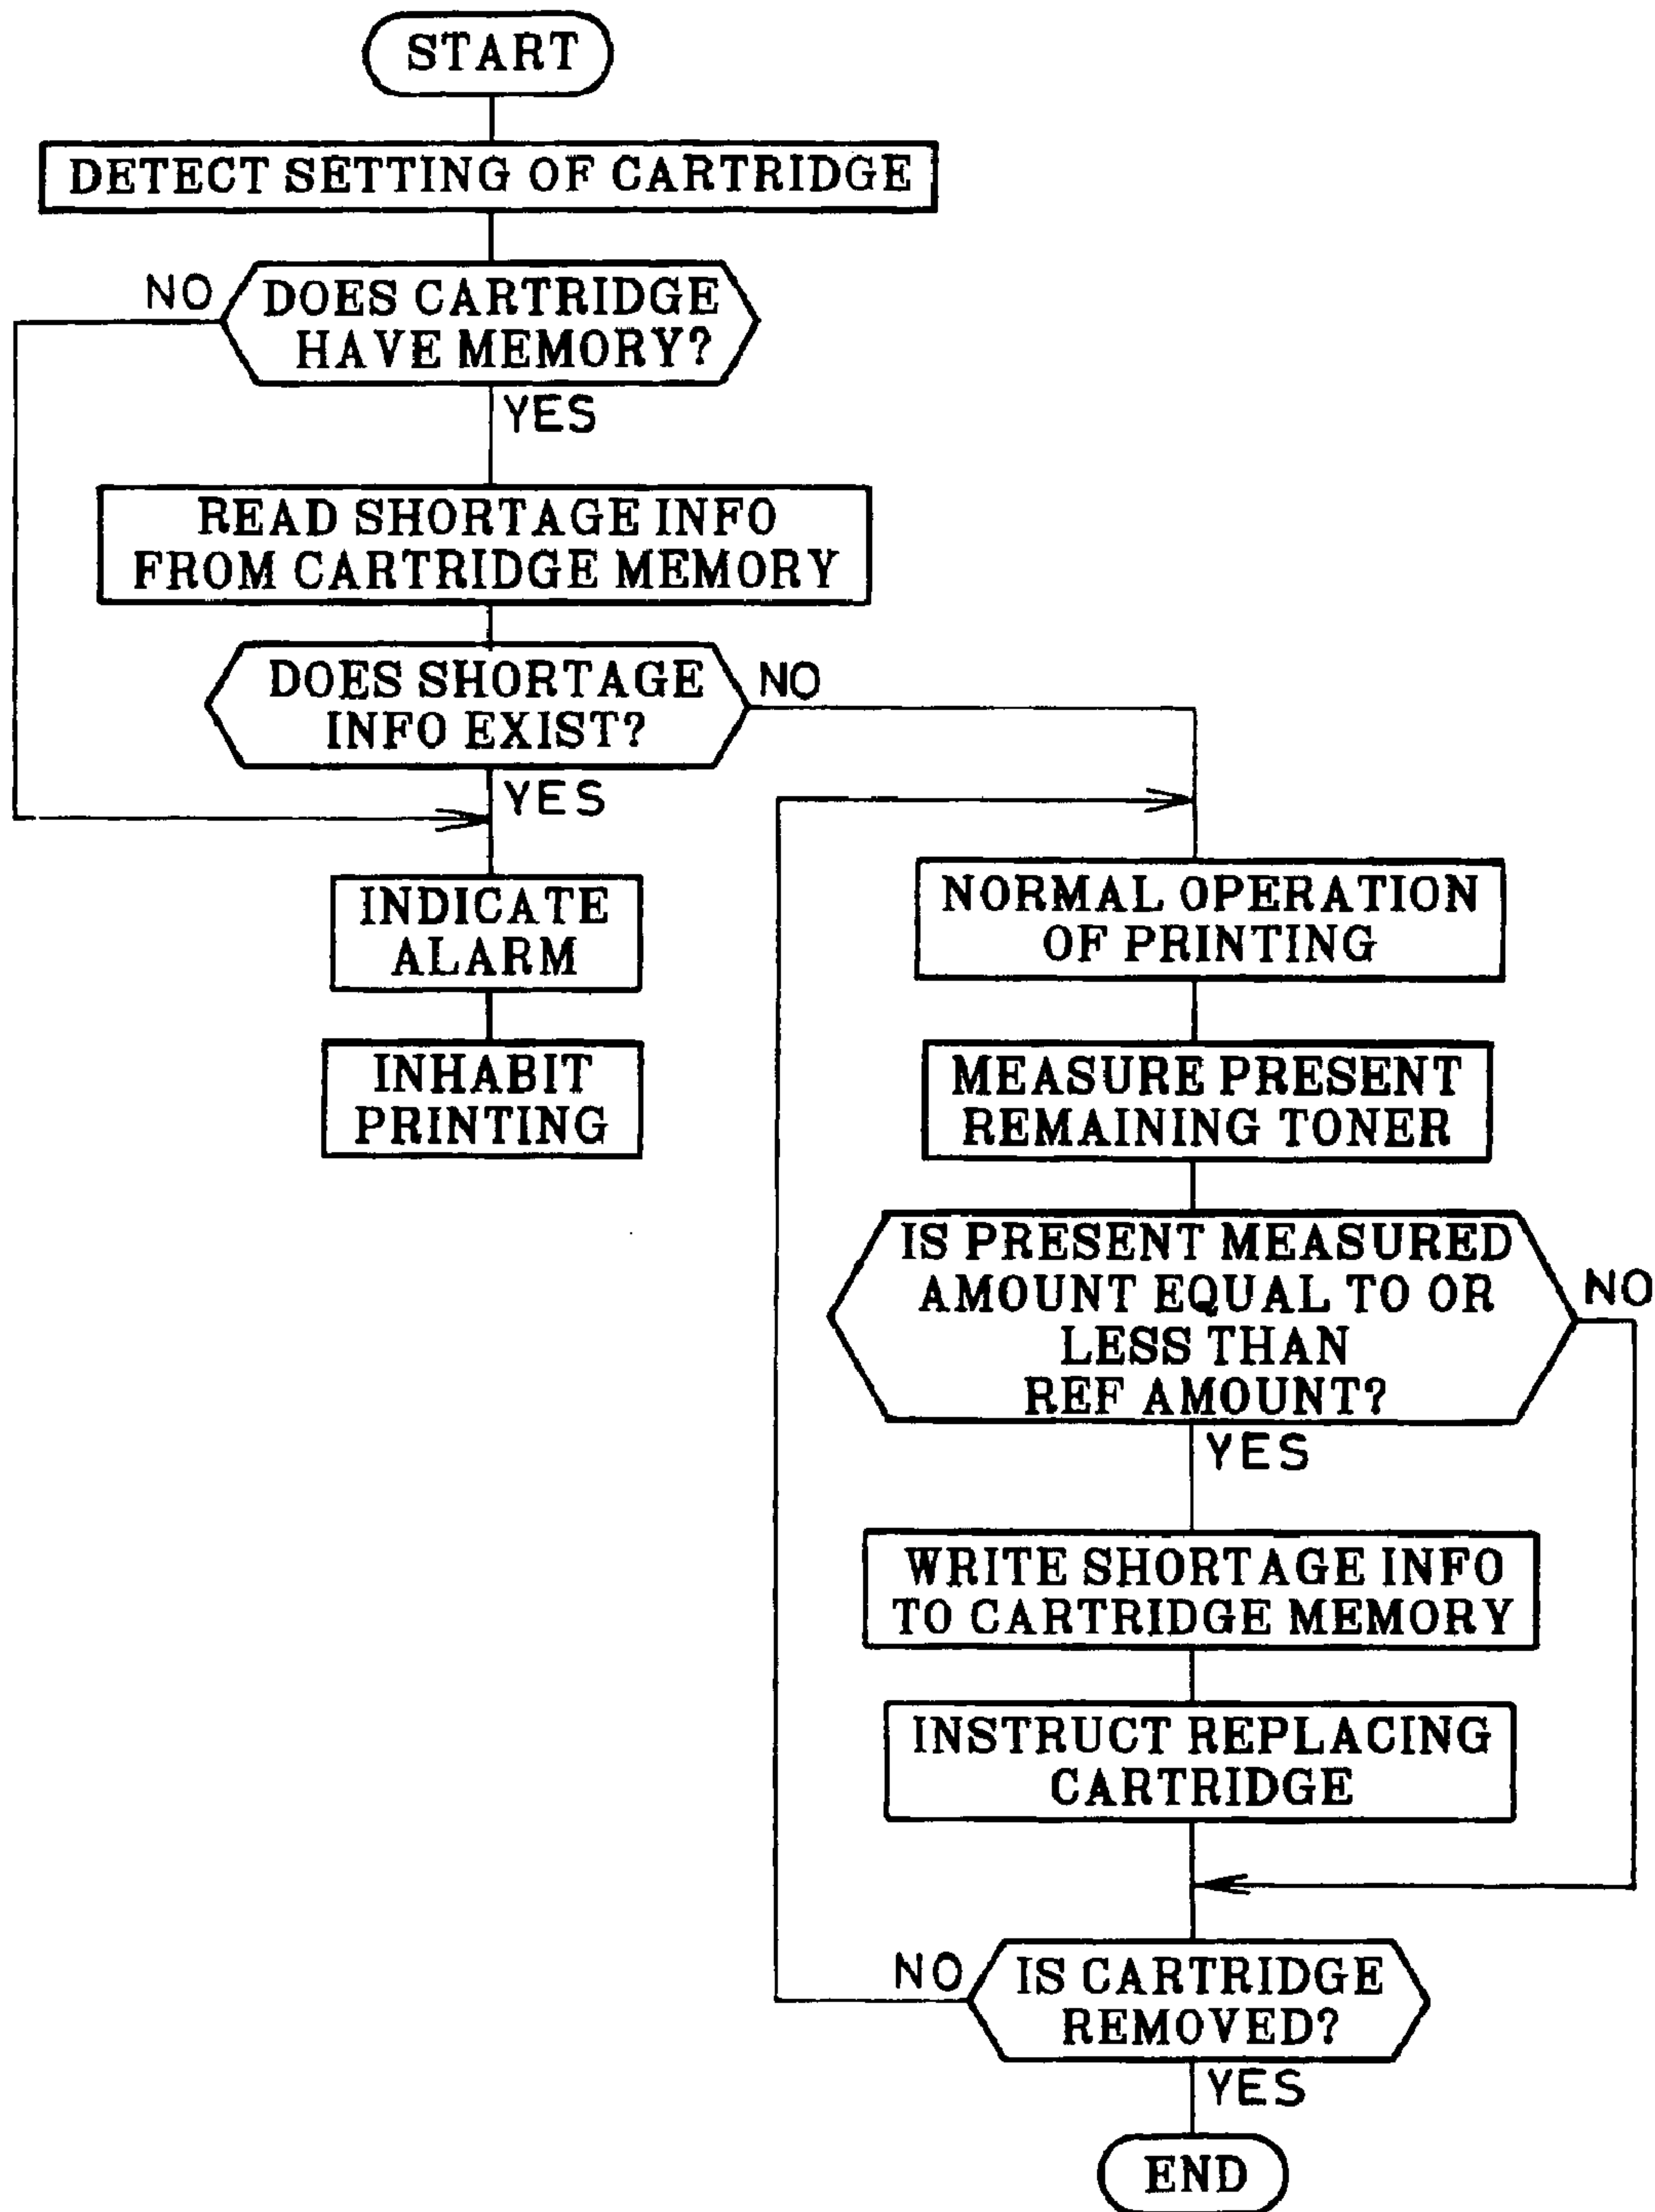 START
DETECT SETTING OF CARTRIDGE
NO
DOES CARTRIDGE
HAVE MEMORY?
YES
READ SHORTAGE INFO
FROM CARTRIDGE MEMORY
DOES SHORTAGE
INFO EXIST?
NO
YES
INDICATE
ALARM
INHABIT
PRINTING
NORMAL OPERATION
OF PRINTING
MEASURE PRESENT
REMAINING TONER
IS PRESENT MEASURED
AMOUNT EQUAL TO OR
LESS THAN
REF AMOUNT?
NO
YES
WRITE SHORTAGE INFO
TO CARTRIDGE MEMORY
INSTRUCT REPLACING
CARTRIDGE
NO
IS CARTRIDGE
REMOVED?
YES
END